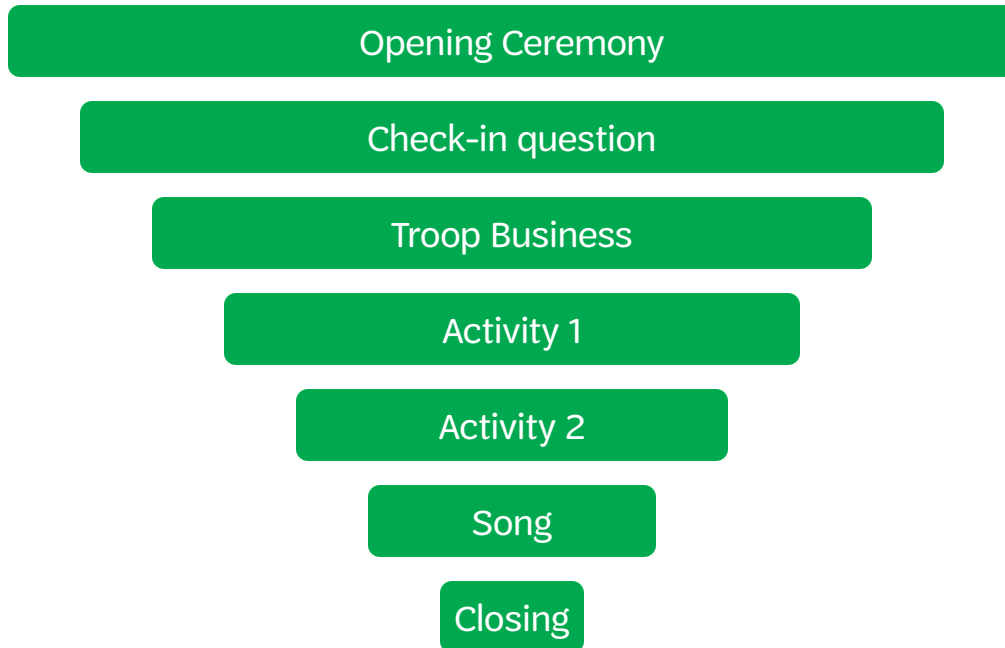 Opening Ceremony
Check-in question
Troop Business
Activity 1
Activity 2
Song
Closing